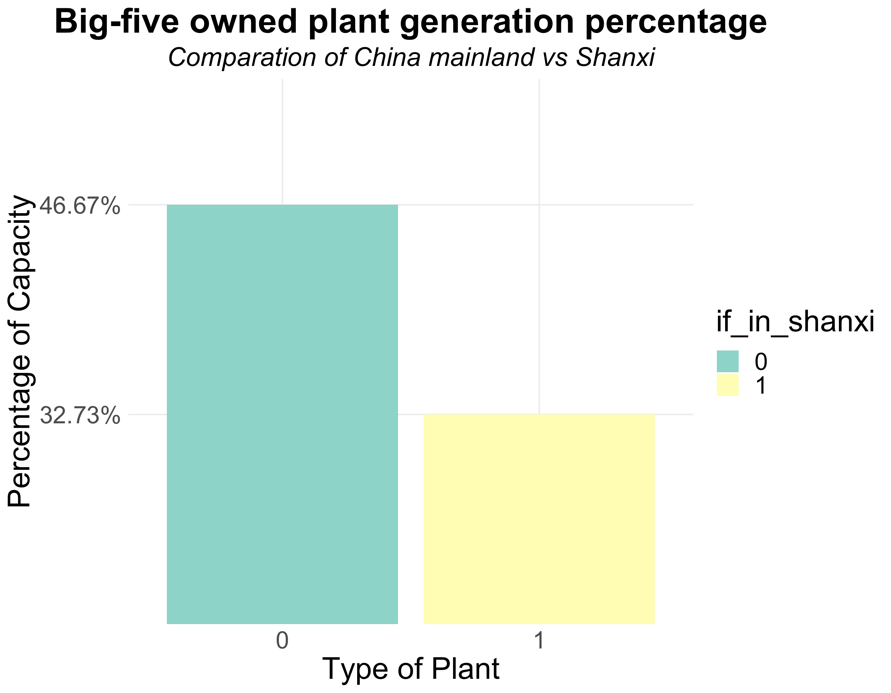 Big-five owned plant generation percentage
Comparation of China mainland vs Shanxi
Percentage of Capacity
46.67%
32.73%
0
1
Type of Plant
if_in_shanxi
0
1